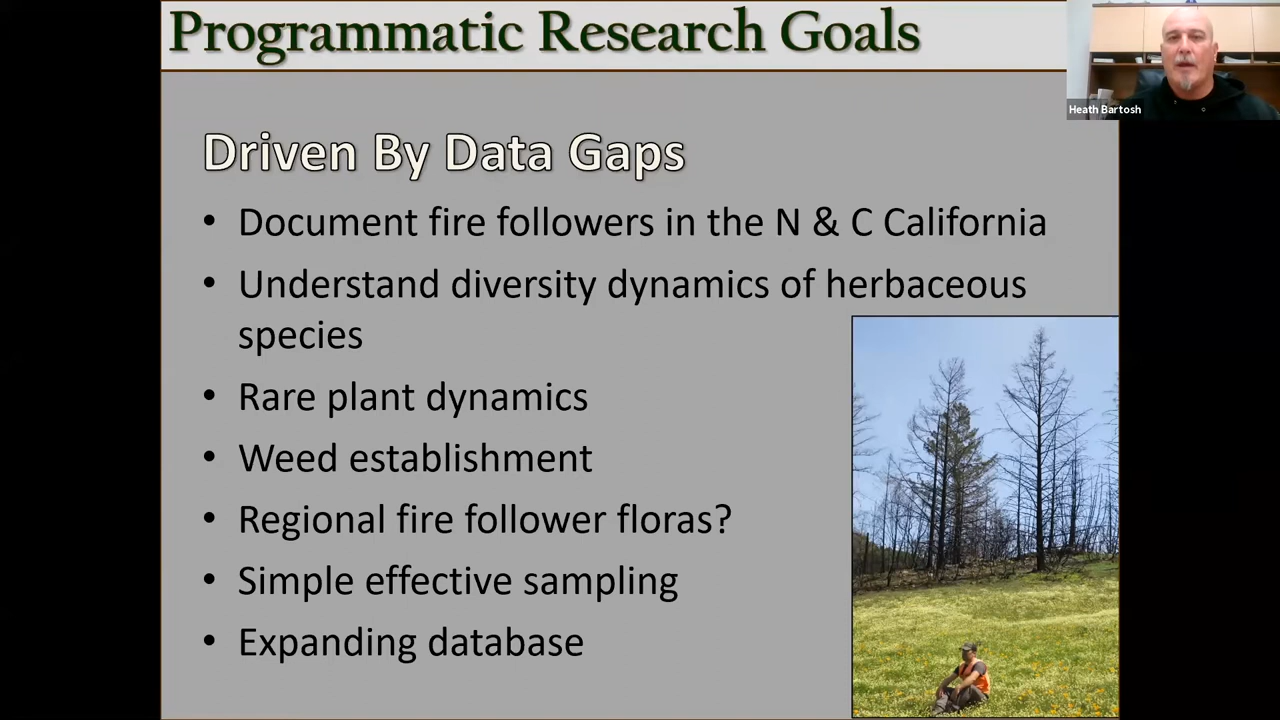 Programmatic Research Goals
Heath Bartosh
Driven By Data Gaps
• Document fire followers in the N & C California
• Understand diversity dynamics of herbaceous
species
• Rare plant dynamics
• Weed establishment
• Regional fire follower floras?
• Simple effective sampling
• Expanding database